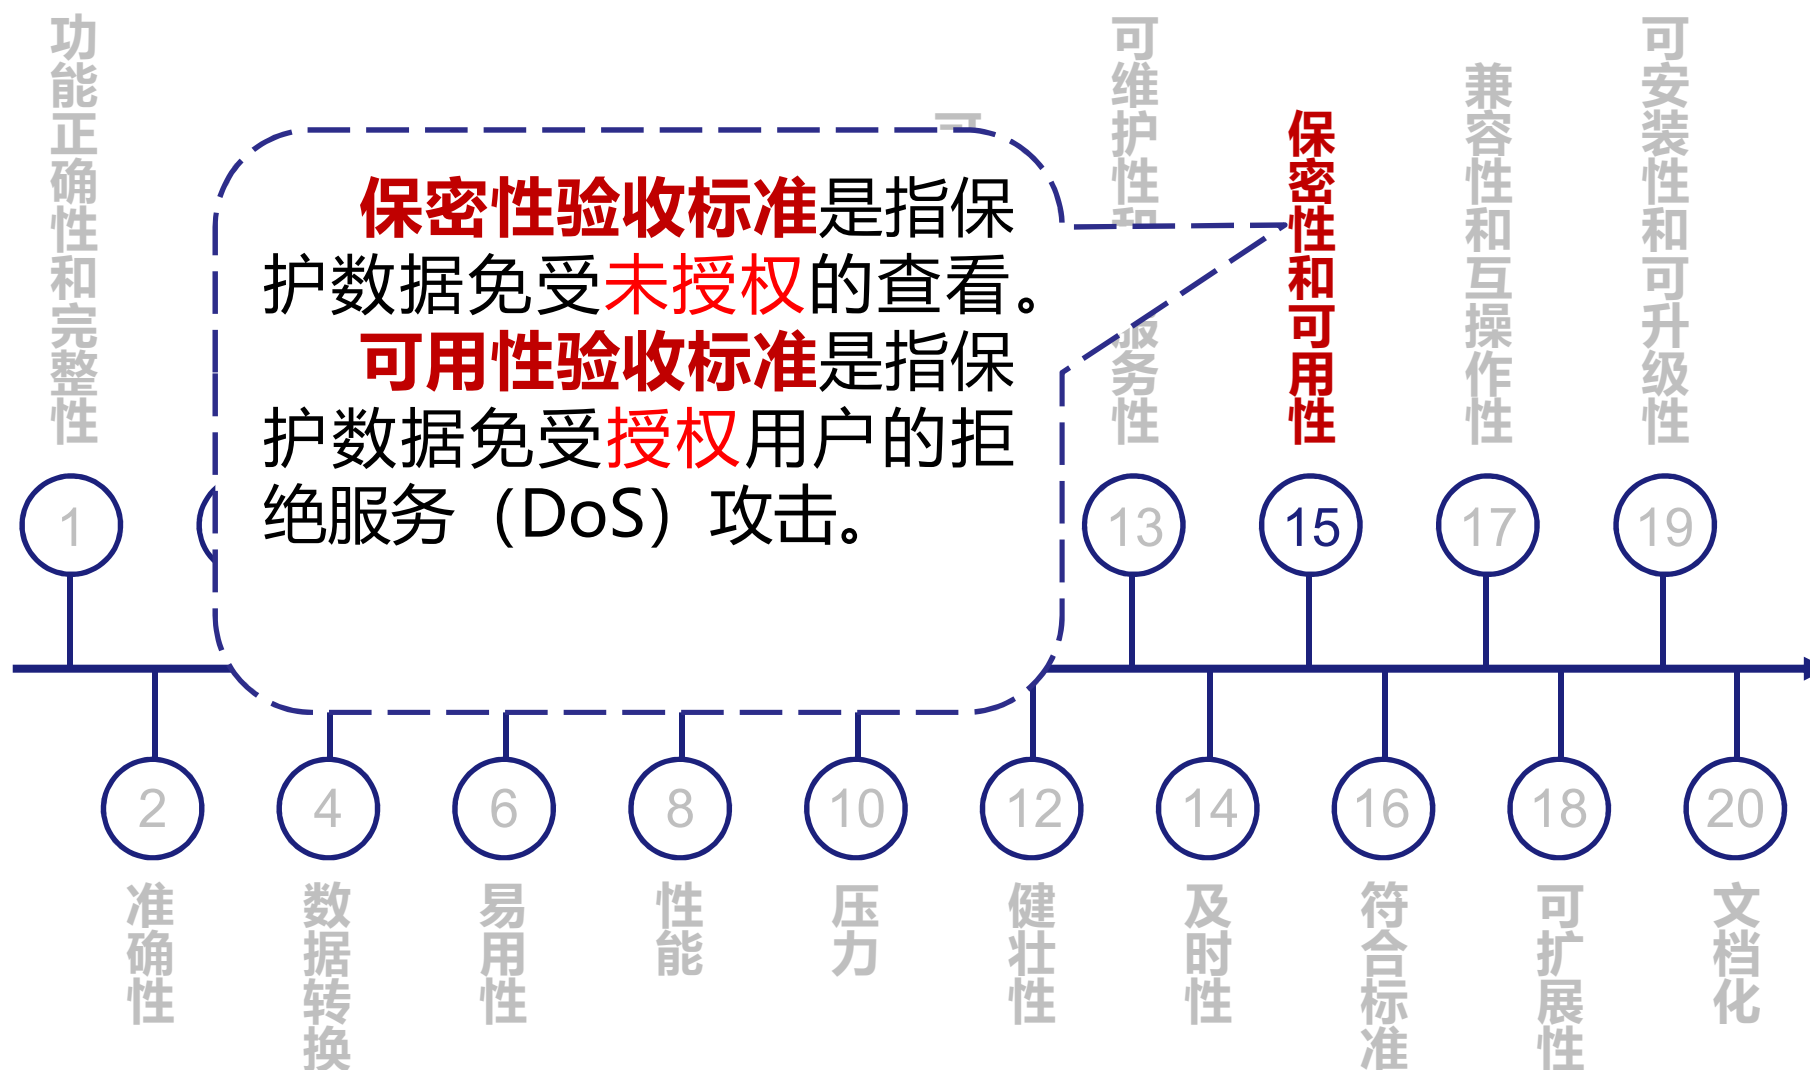 功能正确性和完整性
可
可维护性和
服务性
保密性和可用性
兼容性和互操作性
可安装性和可升级性
保密性验收标准是指保
护数据免受未授权的查看。
可用性验收标准是指保
护数据免受授权用户的拒
绝服务（DoS）攻击。
1
13
15
17
19
2
4
6
8
10
12
14
16
18
20
准确性
数据转换
易用性
性能
压力
健壮性
及时性
符合标准
可扩展性
文档化